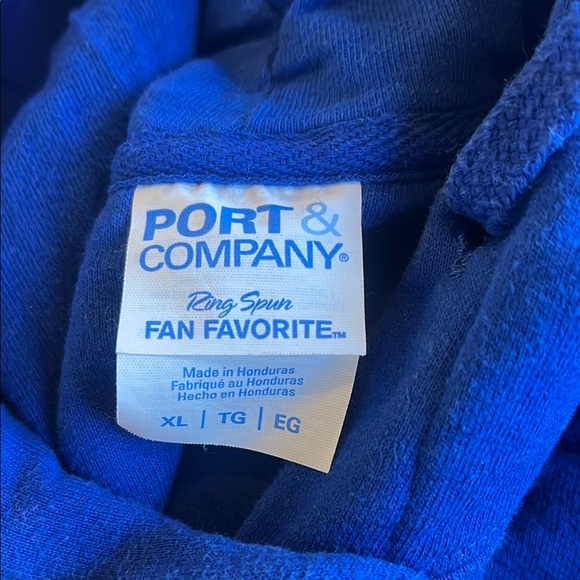 PORT &
COMPANY®
Ring Spun
FAN FAVORITE™
Made in Honduras
Fabriqué au Honduras
Hecho en Honduras
XL | TG | EG